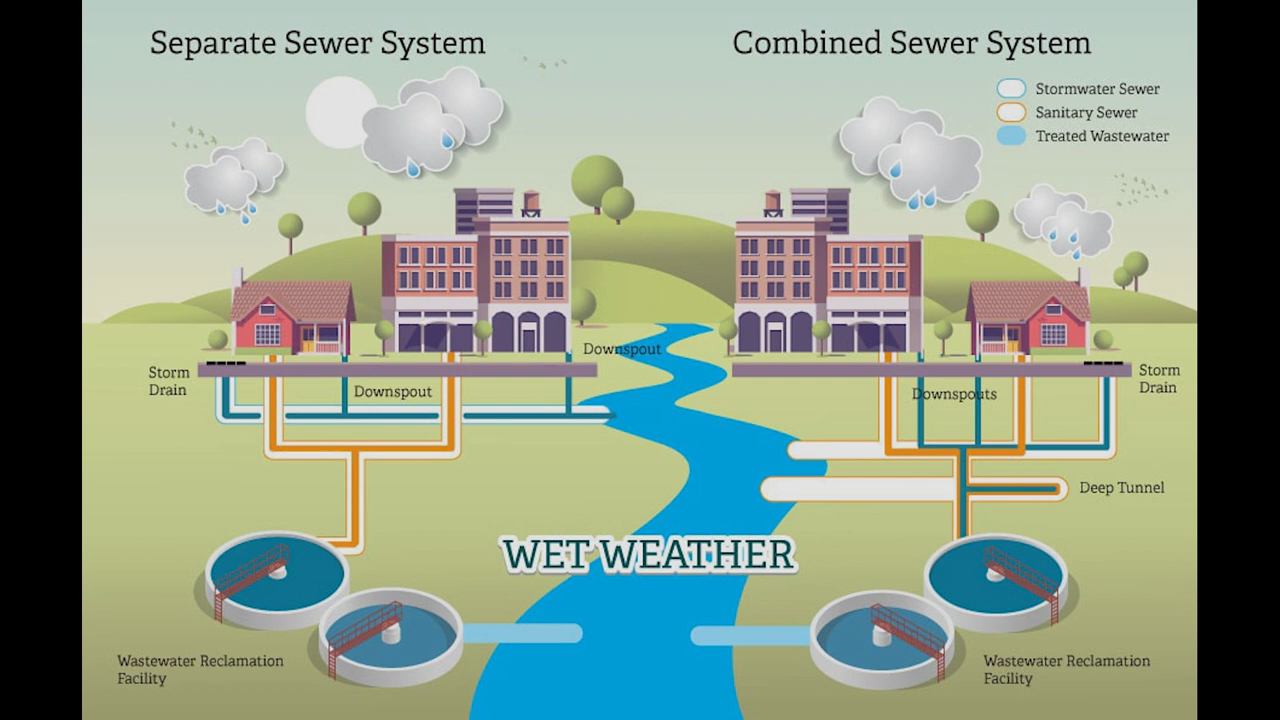 Separate Sewer System
Combined Sewer System
Stormwater Sewer
Sanitary Sewer
Treated Wastewater
Downspout
Storm
Drain
Downspout
Downspouts
Storm
Drain
Deep Tunnel
WET WEATHER
Wastewater Reclamation
Facility
Wastewater Reclamation
Facility